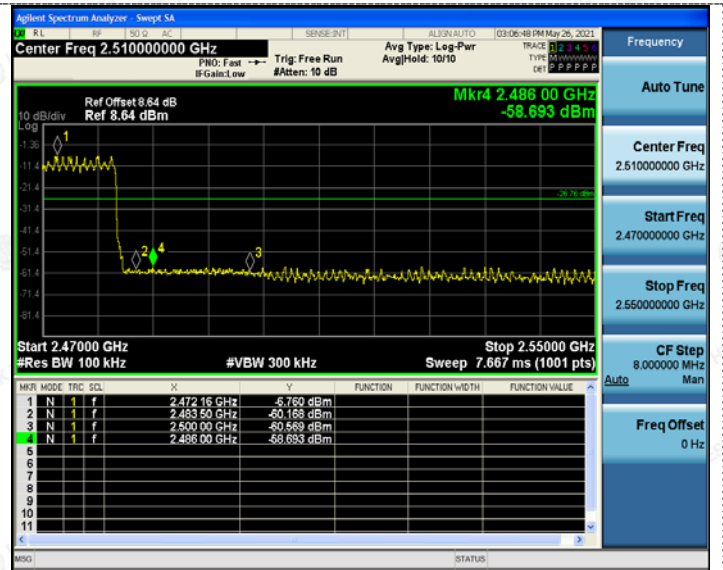 Agilent Spectrum Analyzer - Swept SA
RL RF 50 Ω AC SENSE:INT ALIGN AUTO 03:06:48 PM May 26, 2021
Center Freq 2.510000000 GHz
PNO: Fast
IFGain:Low
Trig: Free Run
#Atten: 10 dB
Avg Type: Log-Pwr
Avg|Hold: 10/10
TRACE 1 2 3 4 5 6
TYPE M
DET P P P P P P
Ref Offset 8.64 dB
10 dB/div Ref 8.64 dBm
Log
Mkr4 2.486 00 GHz
-58.693 dBm
-1.36
-11.4
-21.4
-31.4
-41.4
-51.4
-61.4
-71.4
-81.4
1
2
4
3
-26.76 dBm
Start 2.47000 GHz Stop 2.55000 GHz
#Res BW 100 kHz #VBW 300 kHz Sweep 7.667 ms (1001 pts)
MKR MODE TRC SCL X Y FUNCTION FUNCTION WIDTH FUNCTION VALUE
1 N 1 f 2.472 16 GHz -6.760 dBm
2 N 1 f 2.483 50 GHz -60.168 dBm
3 N 1 f 2.500 00 GHz -60.569 dBm
4 N 1 f 2.486 00 GHz -58.693 dBm
5
6
7
8
9
10
11
MSG STATUS
Frequency
Auto Tune
Center Freq
2.510000000 GHz
Start Freq
2.470000000 GHz
Stop Freq
2.550000000 GHz
CF Step
8.000000 MHz
Auto Man
Freq Offset
0 Hz